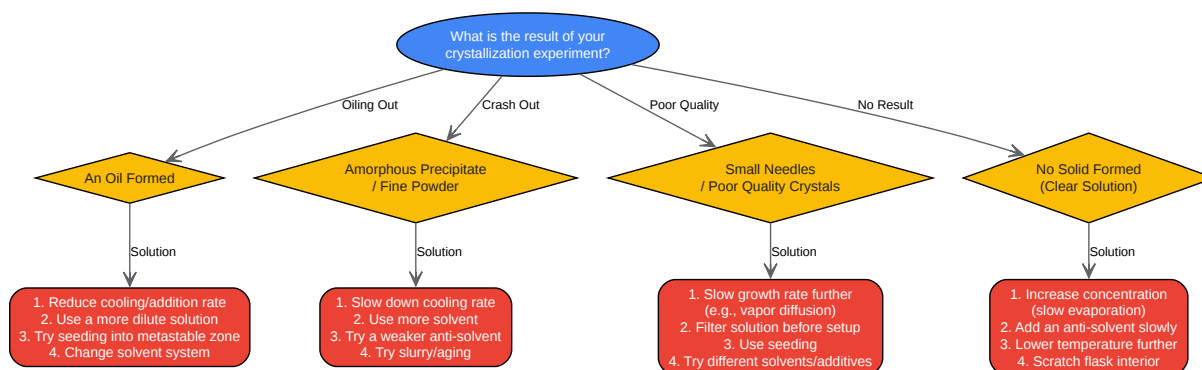 What is the result of your
crystallization experiment?
Oiling Out
Crash Out
Poor Quality
No Result
An Oil Formed
Amorphous Precipitate
/ Fine Powder
Small Needles
/ Poor Quality Crystals
No Solid Formed
(Clear Solution)
Solution
Solution
Solution
Solution
1. Reduce cooling/addition rate
2. Use a more dilute solution
3. Try seeding into metastable zone
4. Change solvent system
1. Slow down cooling rate
2. Use more solvent
3. Try a weaker anti-solvent
4. Try slurry/aging
1. Slow growth rate further
(e.g., vapor diffusion)
2. Filter solution before setup
3. Use seeding
4. Try different solvents/additives
1. Increase concentration
(slow evaporation)
2. Add an anti-solvent slowly
3. Lower temperature further
4. Scratch flask interior